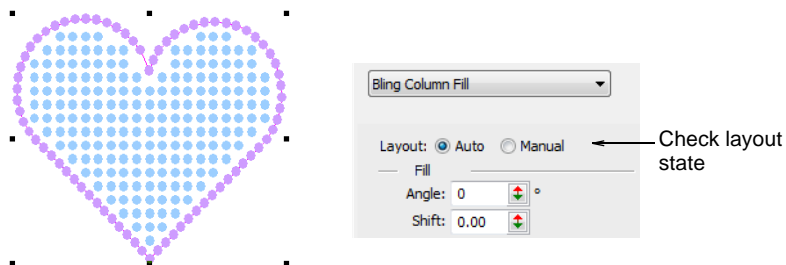 Bling Column Fill
Layout: Auto Manual
Check layout
state
Fill
Angle: 0 °
Shift: 0.00